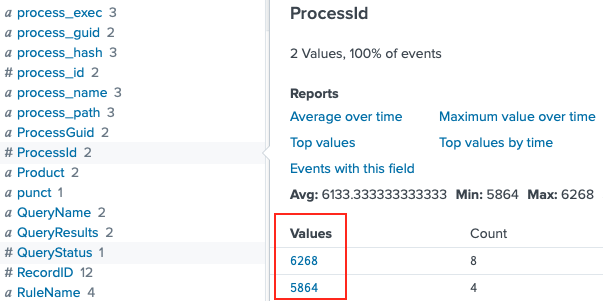 a process_exec 3
a process_guid 2
a process_hash 3
# process_id 2
a process_name 3
a process_path 3
a ProcessGuid 2
# ProcessId 2
a Product 2
a punct 1
a QueryName 2
a QueryResults 2
# QueryStatus 1
# RecordID 12
a RuleName 4
ProcessId
2 Values, 100% of events
Reports
Average over time Maximum value over time
Top values Top values by time
Events with this field
Avg: 6133.333333333333 Min: 5864 Max: 6268
Values Count
6268 8
5864 4